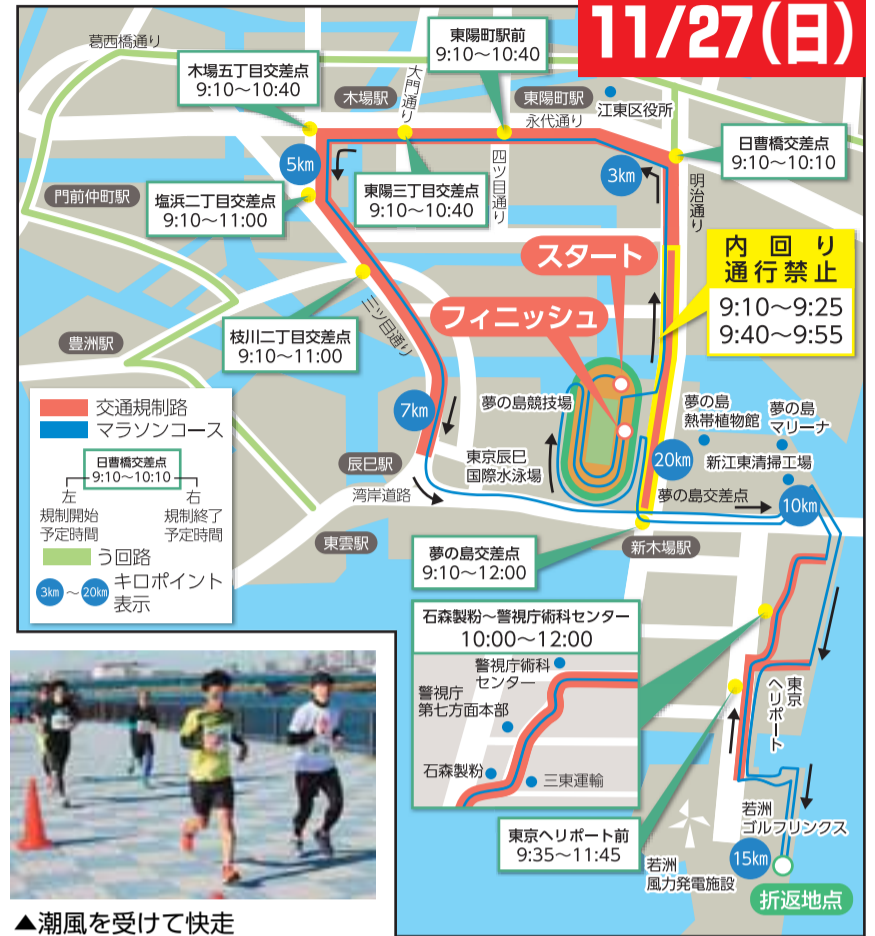 11/27(日)
葛西橋通り
木場五丁目交差点
9:10～10:40
東陽町駅前
9:10～10:40
大門通り
木場駅
東陽町駅
江東区役所
永代通り
日曹橋交差点
9:10～10:10
5km
3km
四ツ目通り
明治通り
門前仲町駅
塩浜二丁目交差点
9:10～11:00
東陽三丁目交差点
9:10～10:40
内回り
通行禁止
9:10～9:25
9:40～9:55
スタート
フィニッシュ
三ツ目通り
枝川二丁目交差点
9:10～11:00
豊洲駅
7km
夢の島競技場
夢の島
熱帯植物館
夢の島
マリーナ
新江東清掃工場
20km
10km
夢の島交差点
辰巳駅
東京辰巳
国際水泳場
湾岸道路
東雲駅
新木場駅
交通規制路
マラソンコース
日曹橋交差点
9:10～10:10
左
規制開始
予定時間
右
規制終了
予定時間
う回路
3km～20km
キロポイント
表示
夢の島交差点
9:10～12:00
石森製粉～警視庁術科センター
10:00～12:00
警視庁術科
センター
警視庁
第七方面本部
石森製粉
三東運輸
東京ヘリポート
東京ヘリポート前
9:35～11:45
若洲
ゴルフリンクス
若洲
風力発電施設
15km
折返地点
▲潮風を受けて快走